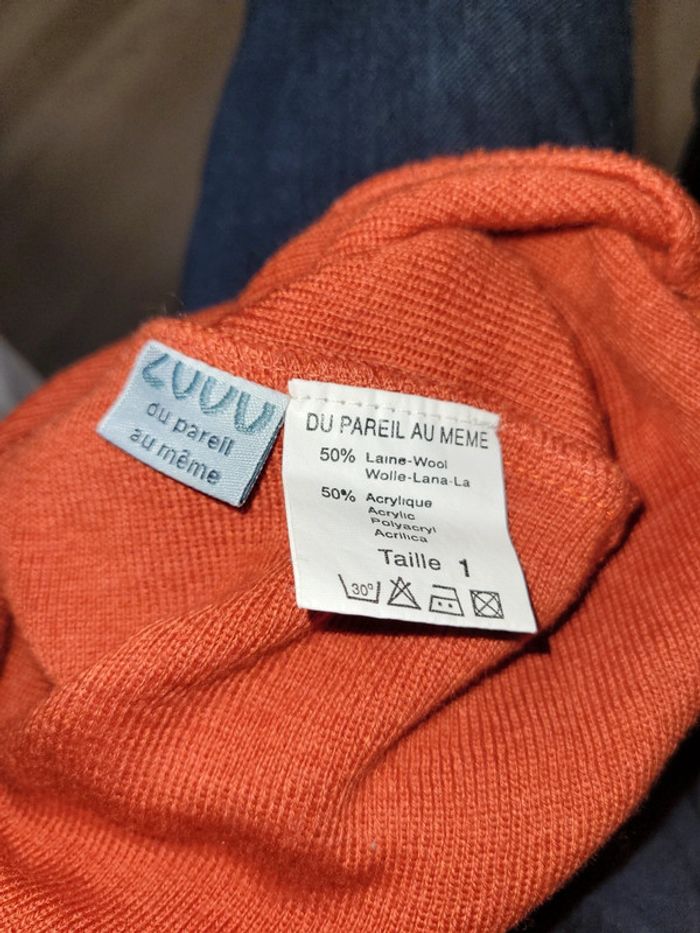 2000
du pareil
au même
DU PAREIL AU MEME
50% Laine-Wool
Wolle-Lana-La
50% Acrylique
Acrylic
Polyacryl
Acrilica
Taille 1
30°